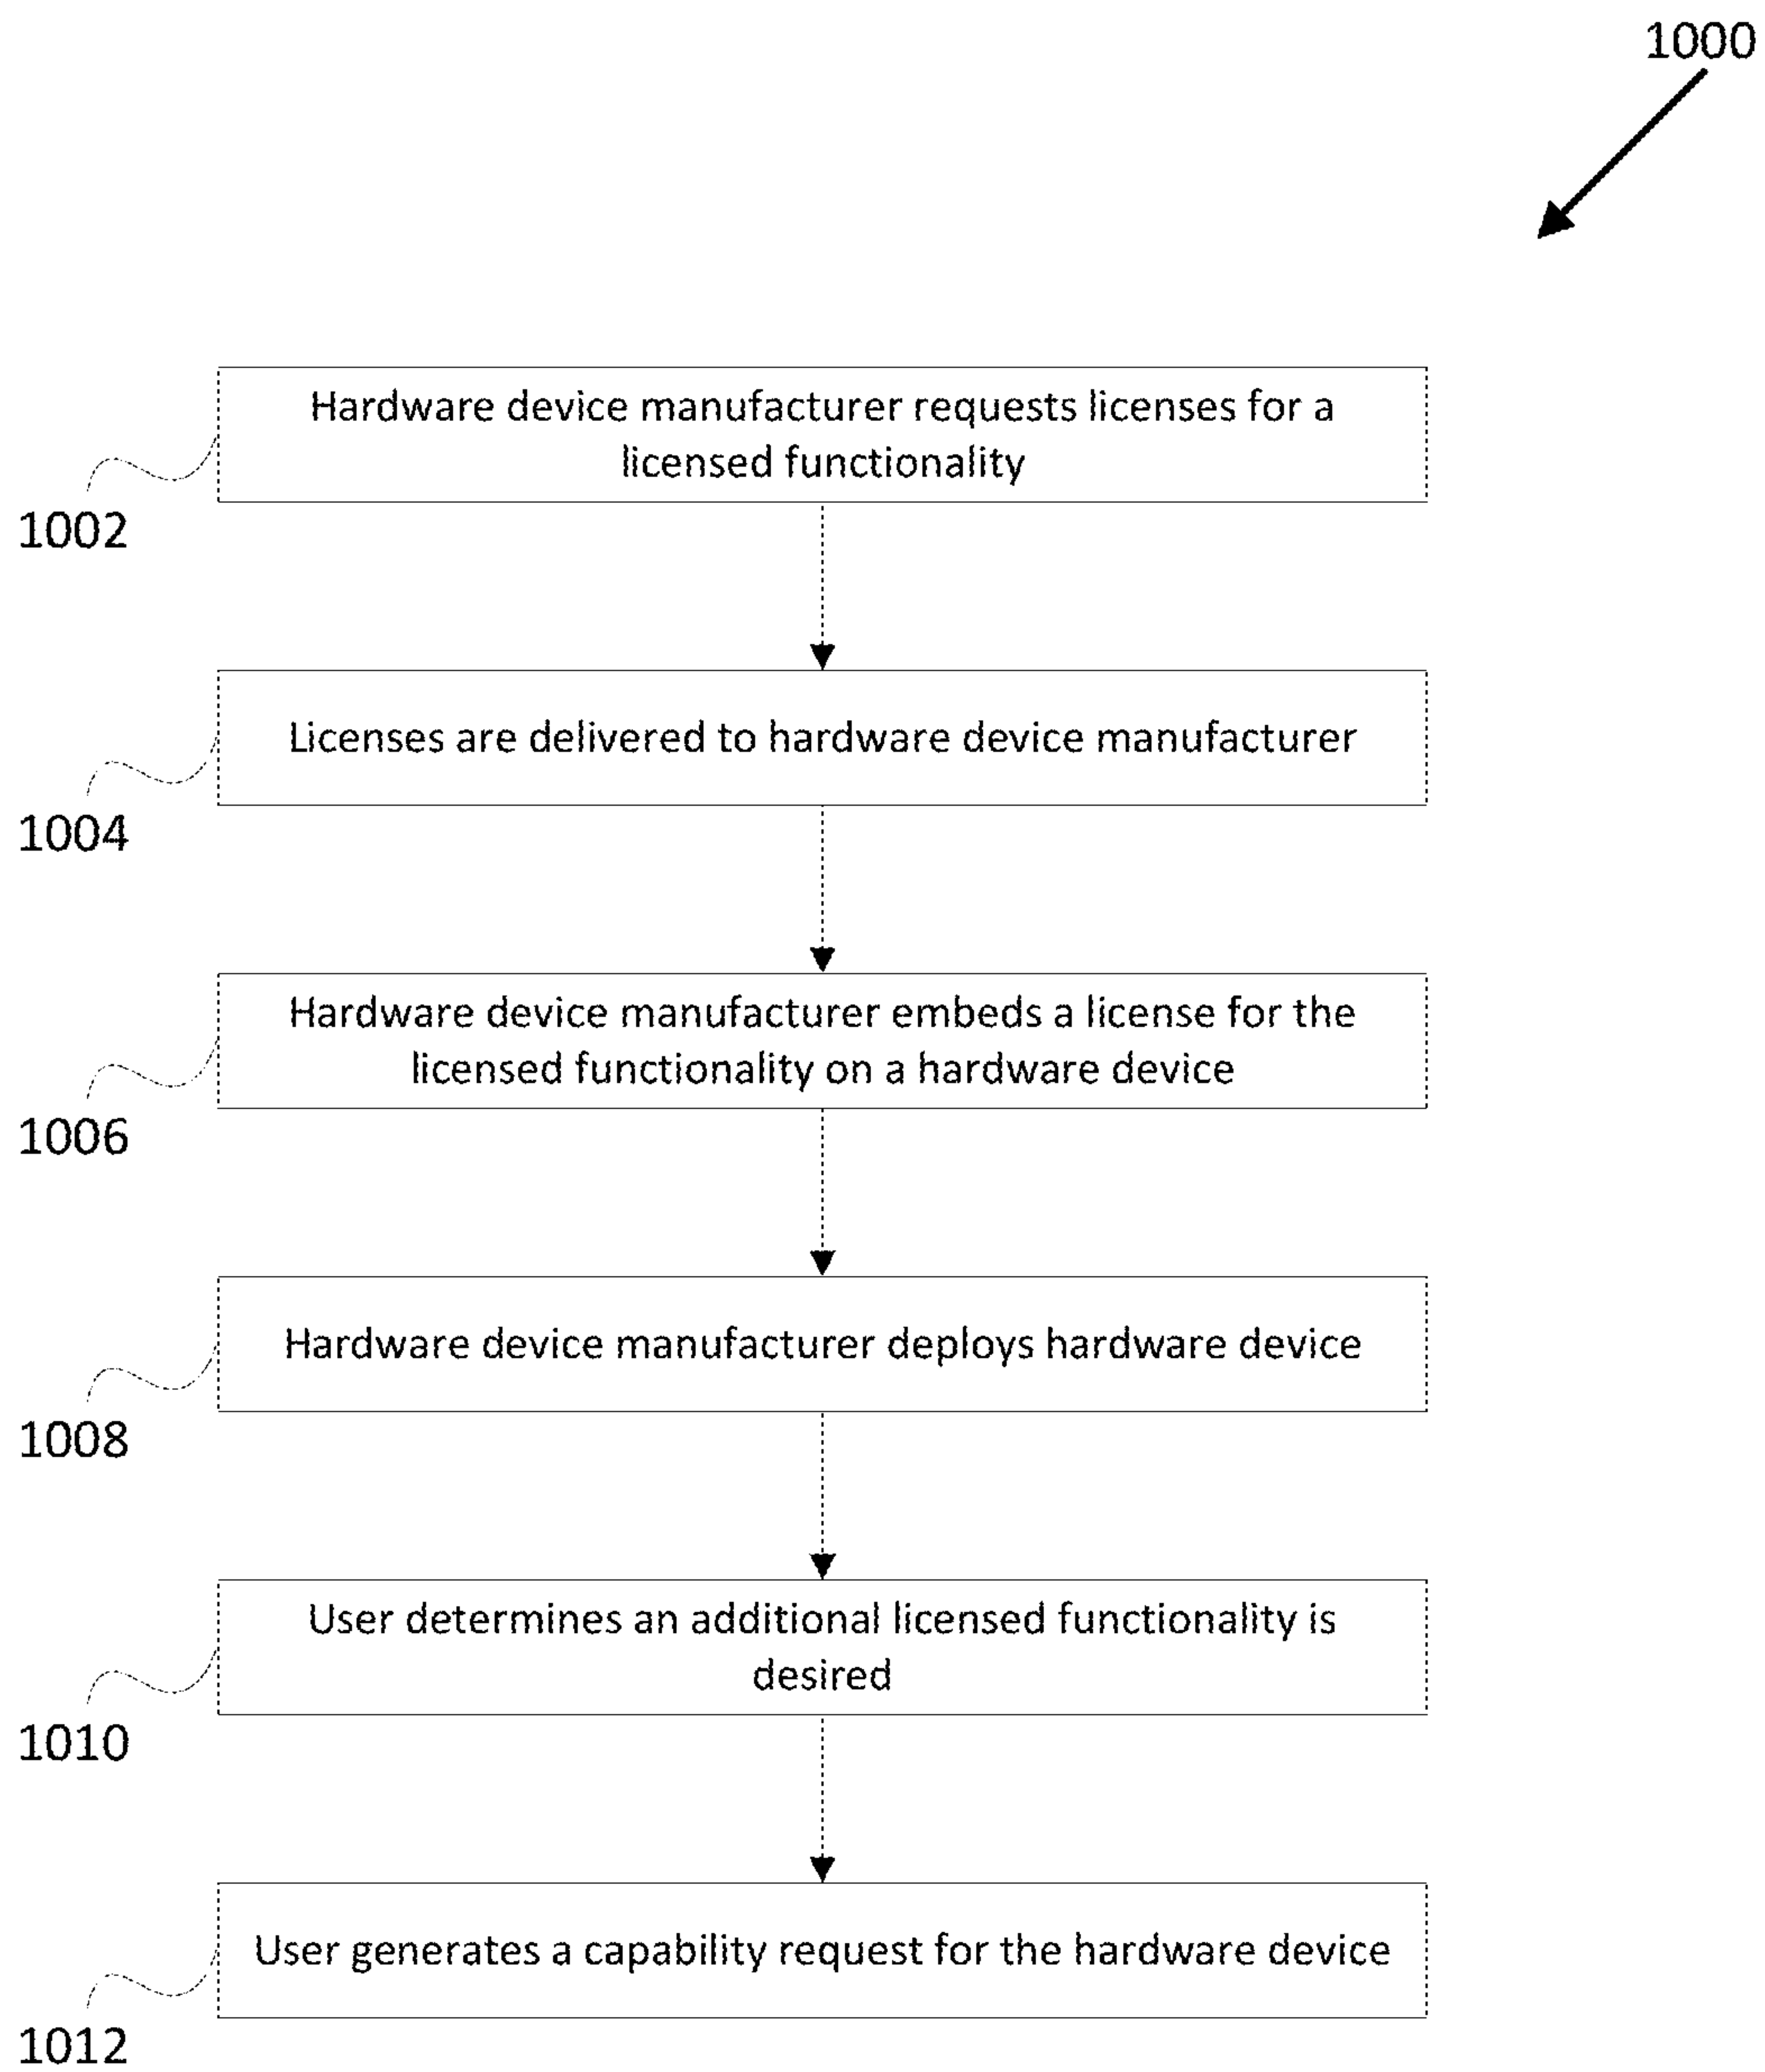 1000
Hardware device manufacturer requests licenses for a
licensed functionality
1002
Licenses are delivered to hardware device manufacturer
1004
Hardware device manufacturer embeds a license for the
licensed functionality on a hardware device
1006
Hardware device manufacturer deploys hardware device
1008
User determines an additional licensed functionality is
desired
1010
User generates a capability request for the hardware device
1012